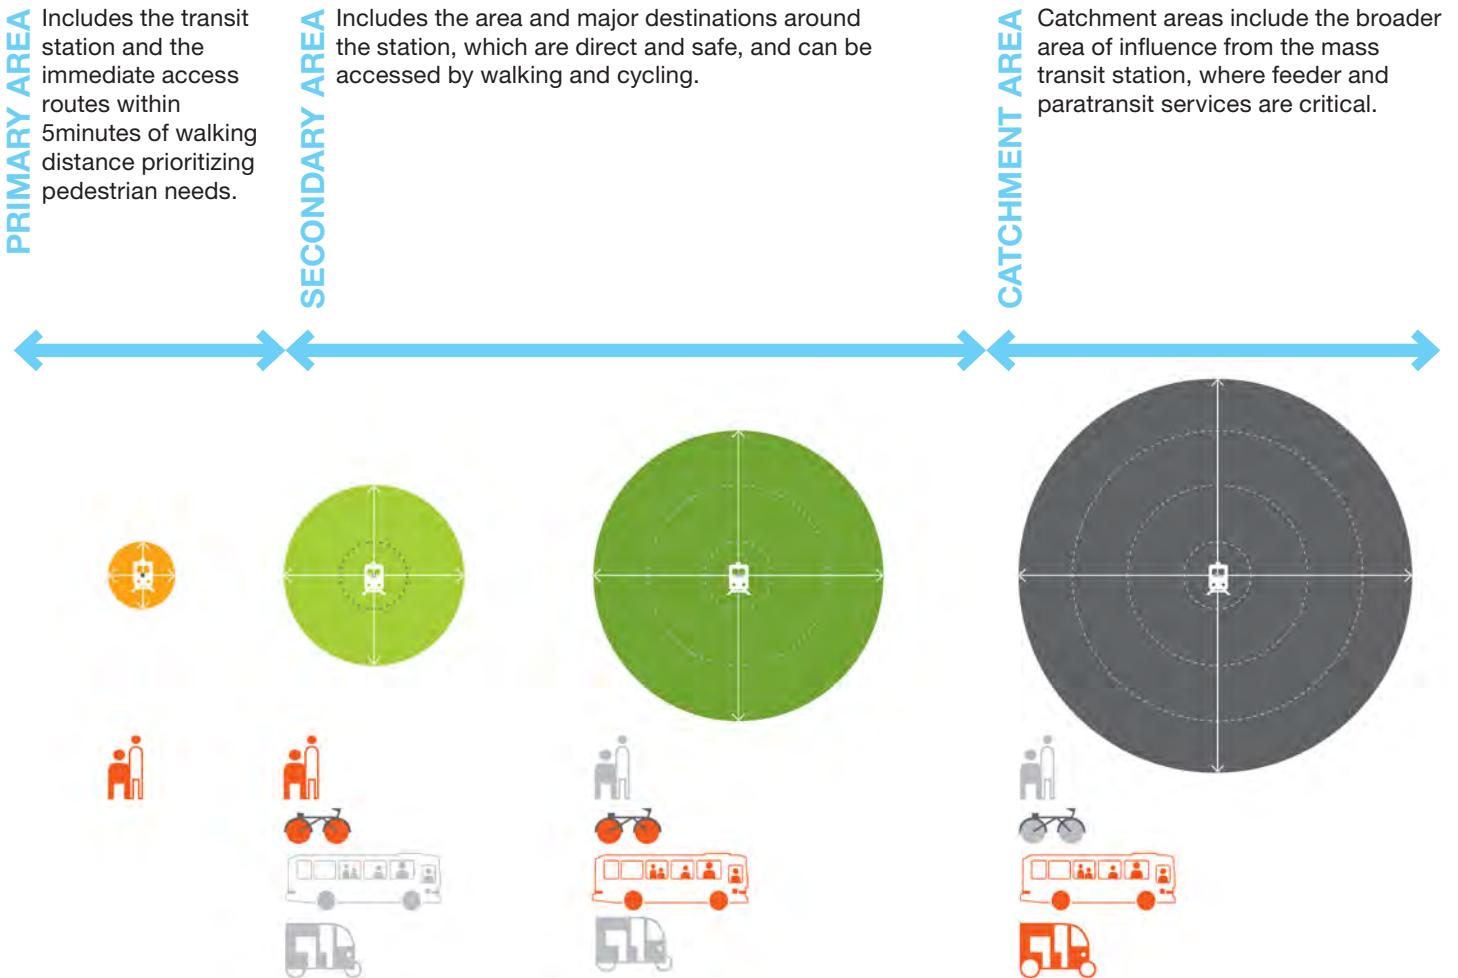 PRIMARY AREA
Includes the transit
station and the
immediate access
routes within
5minutes of walking
distance prioritizing
pedestrian needs.
SECONDARY AREA
Includes the area and major destinations around
the station, which are direct and safe, and can be
accessed by walking and cycling.
CATCHMENT AREA
Catchment areas include the broader
area of influence from the mass
transit station, where feeder and
paratransit services are critical.